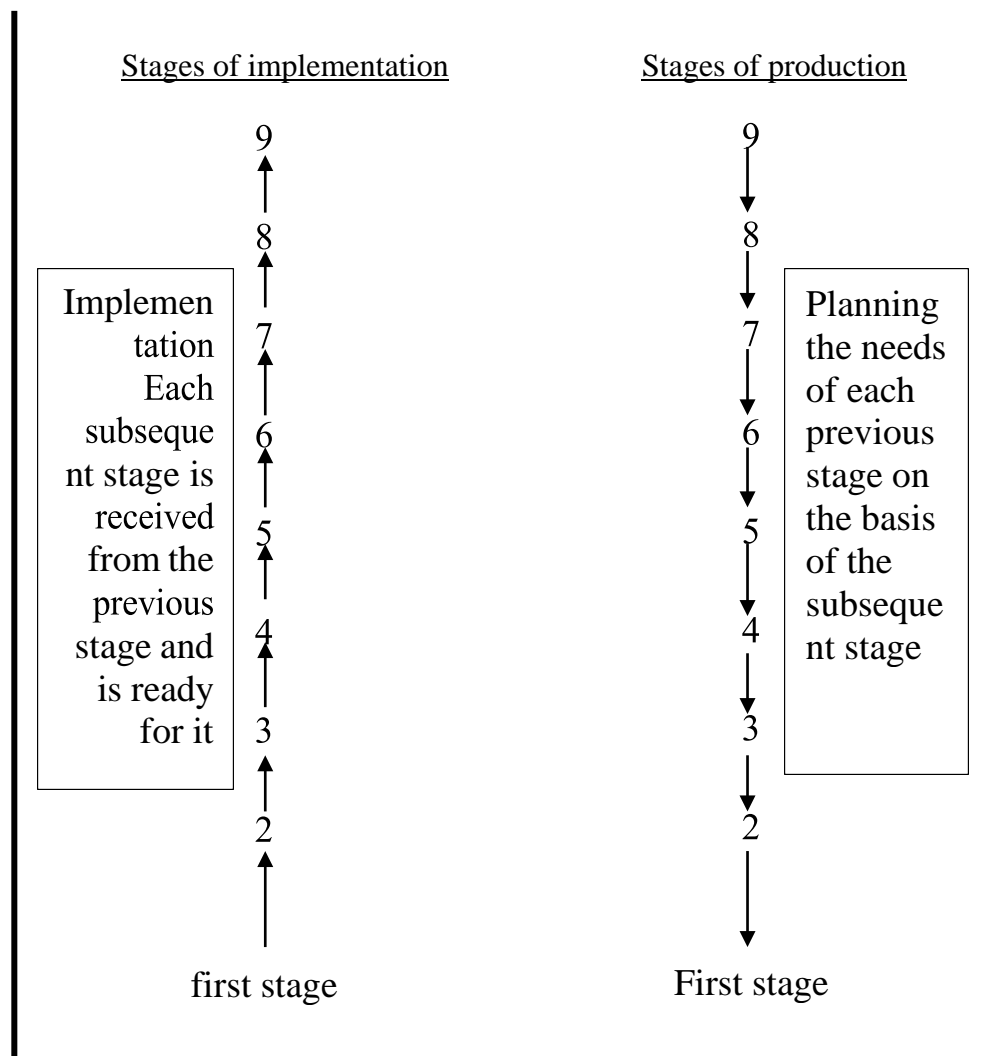 Stages of implementation
9
8
7
6
5
4
3
2
first stage
Implemen
tation
Each
subseque
nt stage is
received
from the
previous
stage and
is ready
for it
Stages of production
9
8
7
6
5
4
3
2
First stage
Planning
the needs
of each
previous
stage on
the basis
of the
subseque
nt stage